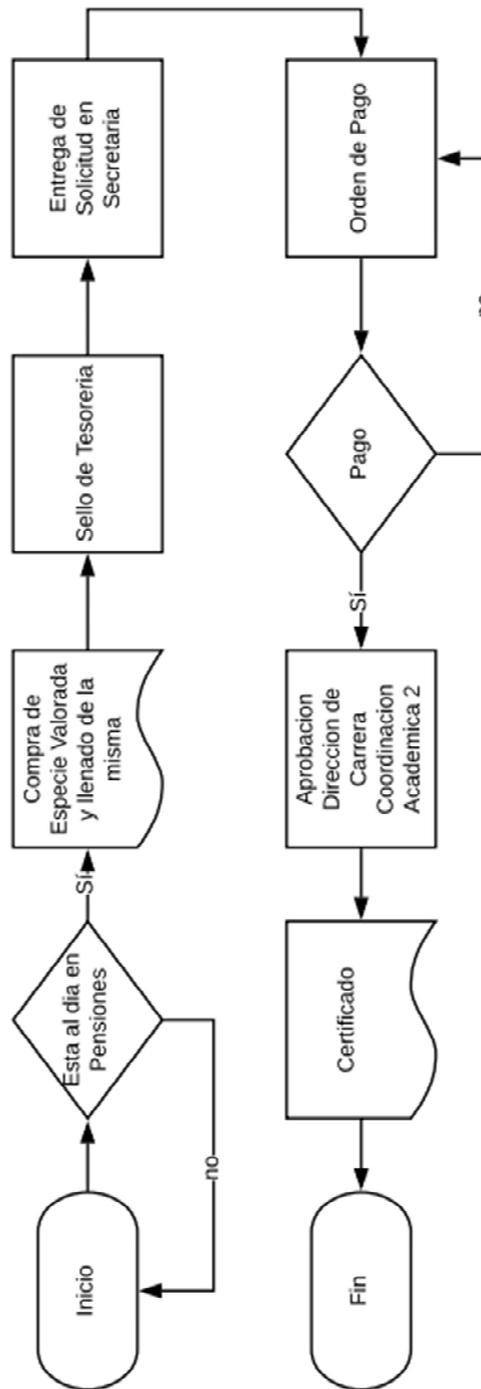 Inicio
Esta al dia en
Pensiones
no
Sí
Compra de
Especie Valorada
y llenado de la
misma
Sello de Tesoreria
Entrega de
Solicitud en
Secretaria
Orden de Pago
Pago
Sí
Aprobacion
Direccion de
Carrera
Coordinacion
Academica 2
Certificado
Fin